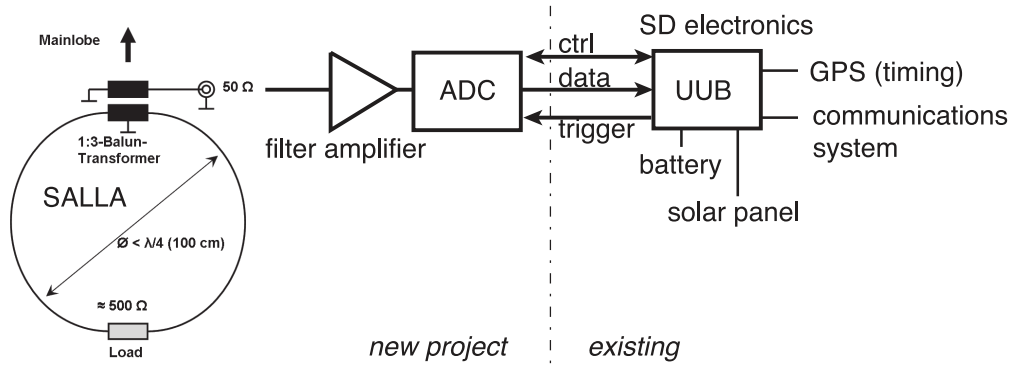 Mainlobe
50 Ω
1:3-Balun-
Transformer
SALLA
Ø < λ/4 (100 cm)
≈ 500 Ω
Load
filter amplifier
ADC
ctrl
data
trigger
SD electronics
UUB
GPS (timing)
communications
system
battery
solar panel
new project
existing